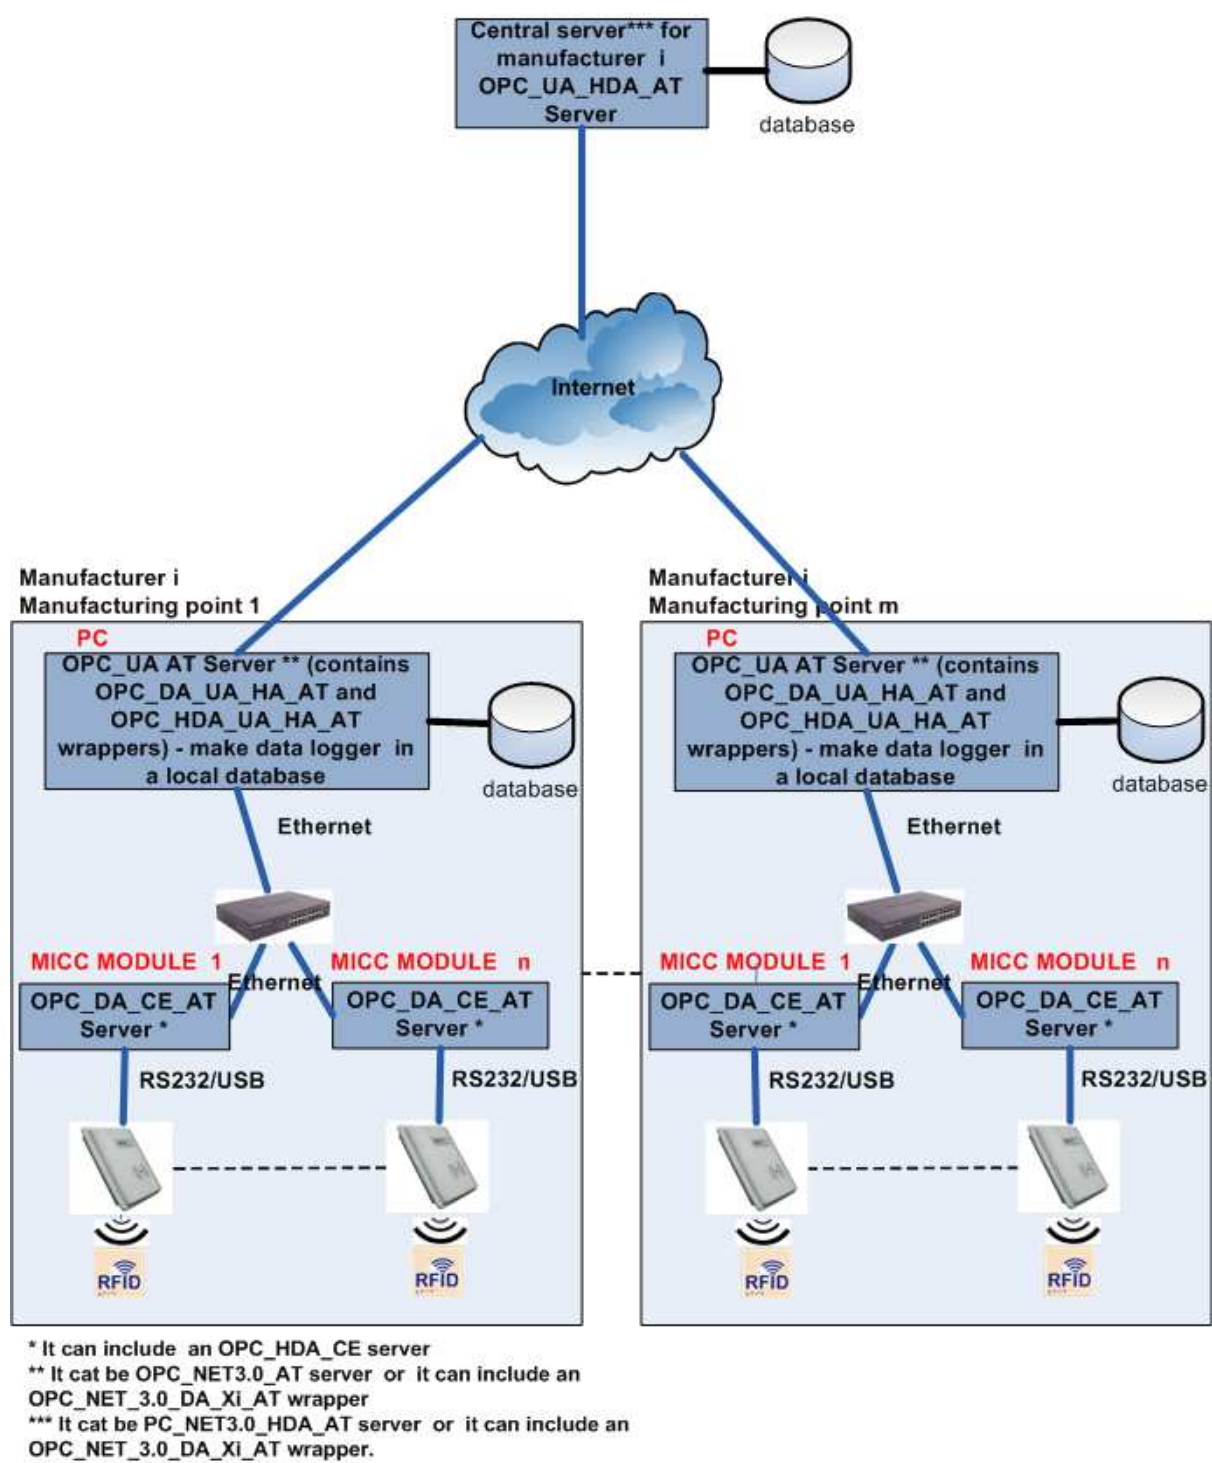 Central server*** for
manufacturer i
OPC_UA_HDA_AT
Server
database
Internet
Manufacturer i
Manufacturing point 1
PC
OPC_UA AT Server ** (contains
OPC_DA_UA_HA_AT and
OPC_HDA_UA_HA_AT
wrappers) - make data logger in
a local database
database
Ethernet
MICC MODULE 1
Ethernet
MICC MODULE n
OPC_DA_CE_AT
Server *
OPC_DA_CE_AT
Server *
RS232/USB
RS232/USB
RFID
RFID
Manufacturer i
Manufacturing point m
PC
OPC_UA AT Server ** (contains
OPC_DA_UA_HA_AT and
OPC_HDA_UA_HA_AT
wrappers) - make data logger in
a local database
database
Ethernet
MICC MODULE 1
Ethernet
MICC MODULE n
OPC_DA_CE_AT
Server *
OPC_DA_CE_AT
Server *
RS232/USB
RS232/USB
RFID
RFID
* It can include an OPC_HDA_CE server
** It cat be OPC_NET3.0_AT server or it can include an
OPC_NET_3.0_DA_Xi_AT wrapper
*** It cat be PC_NET3.0_HDA_AT server or it can include an
OPC_NET_3.0_DA_Xi_AT wrapper.